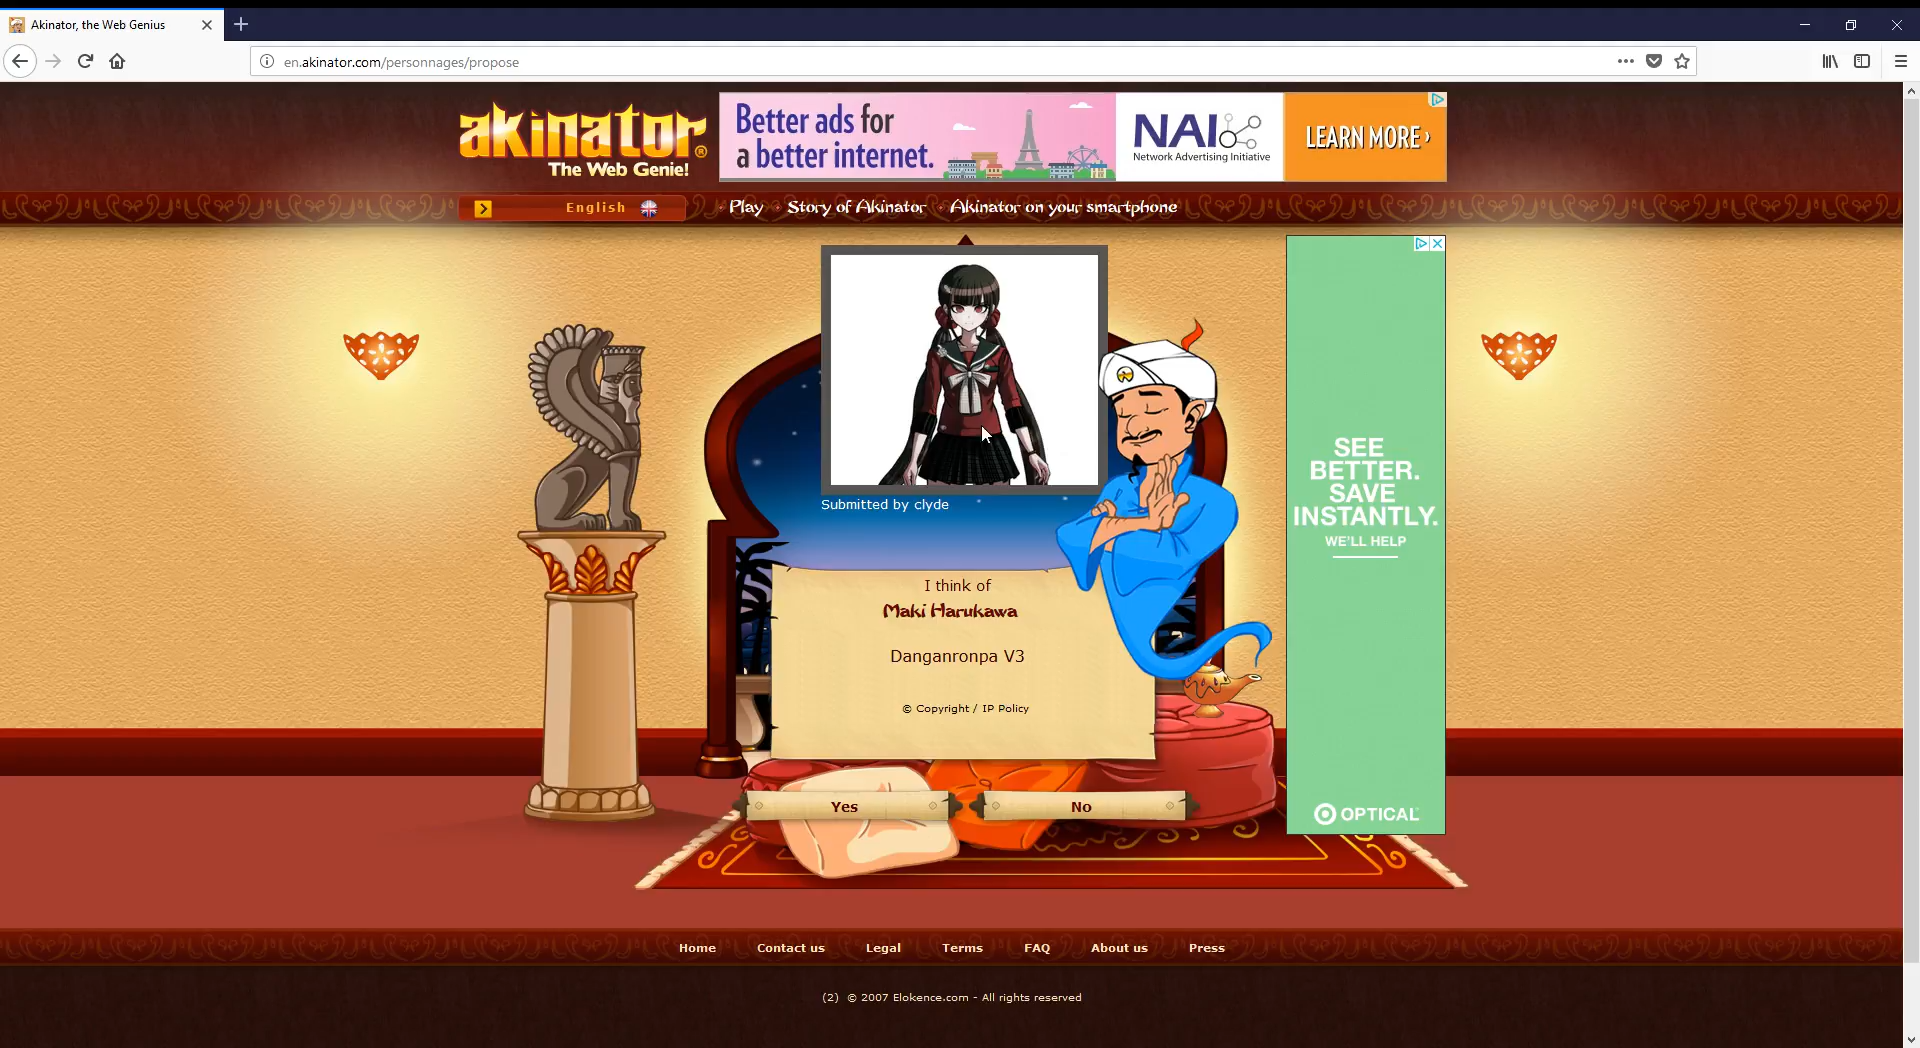 Akinator, the Web Genius
en.akinator.com/personnages/propose
akinator®
The Web Genie!
Better ads for
a better internet.
NAI
Network Advertising Initiative
LEARN MORE ›
English
Play
Story of Akinator
Akinator on your smartphone
Submitted by clyde
I think of
Maki Harukawa
Danganronpa V3
© Copyright / IP Policy
Yes
No
SEE
BETTER.
SAVE
INSTANTLY.
WE'LL HELP
OPTICAL
Home
Contact us
Legal
Terms
FAQ
About us
Press
(2) © 2007 Elokence.com - All rights reserved